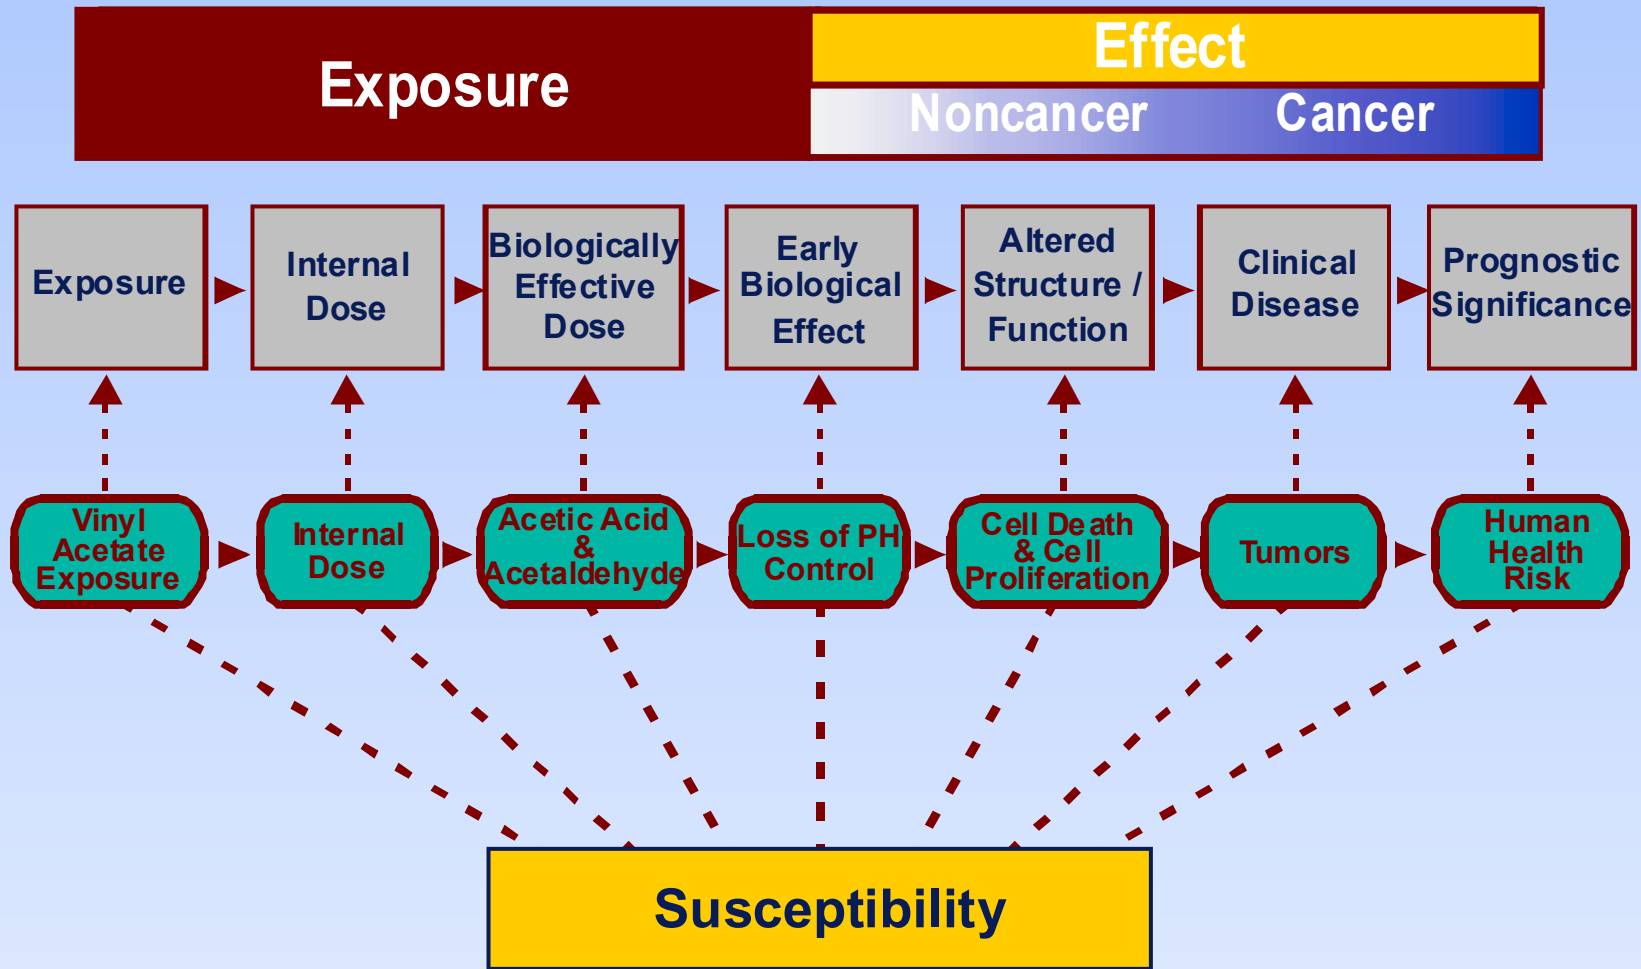 Exposure
Effect
Noncancer Cancer
Exposure
Internal
Dose
Biologically
Effective
Dose
Early
Biological
Effect
Altered
Structure /
Function
Clinical
Disease
Prognostic
Significance
Vinyl
Acetate
Exposure
Internal
Dose
Acetic Acid
&
Acetaldehyde
Loss of PH
Control
Cell Death
& Cell
Proliferation
Tumors
Human
Health
Risk
Susceptibility